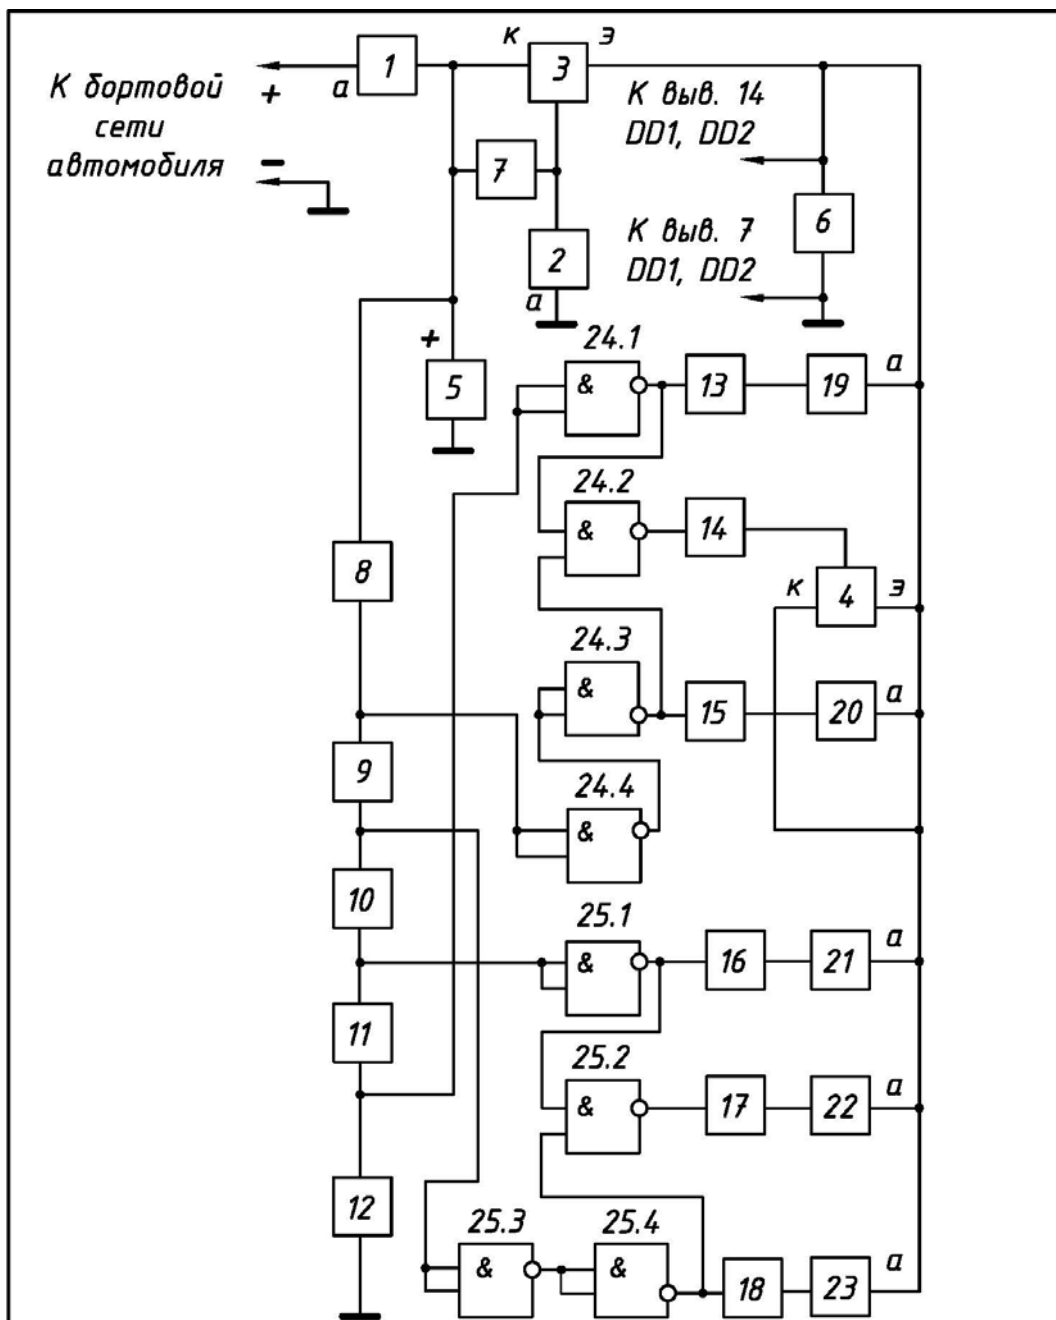 К бортовой
сети
автомобиля
+
−
а
1
к
3
э
К выв. 14
DD1, DD2
7
2
а
К выв. 7
DD1, DD2
6
+
5
24.1
&
13
19
а
24.2
&
14
8
к
4
э
24.3
&
15
20
а
9
24.4
&
10
25.1
&
16
21
а
11
25.2
&
17
22
а
12
25.3
&
25.4
&
18
23
а